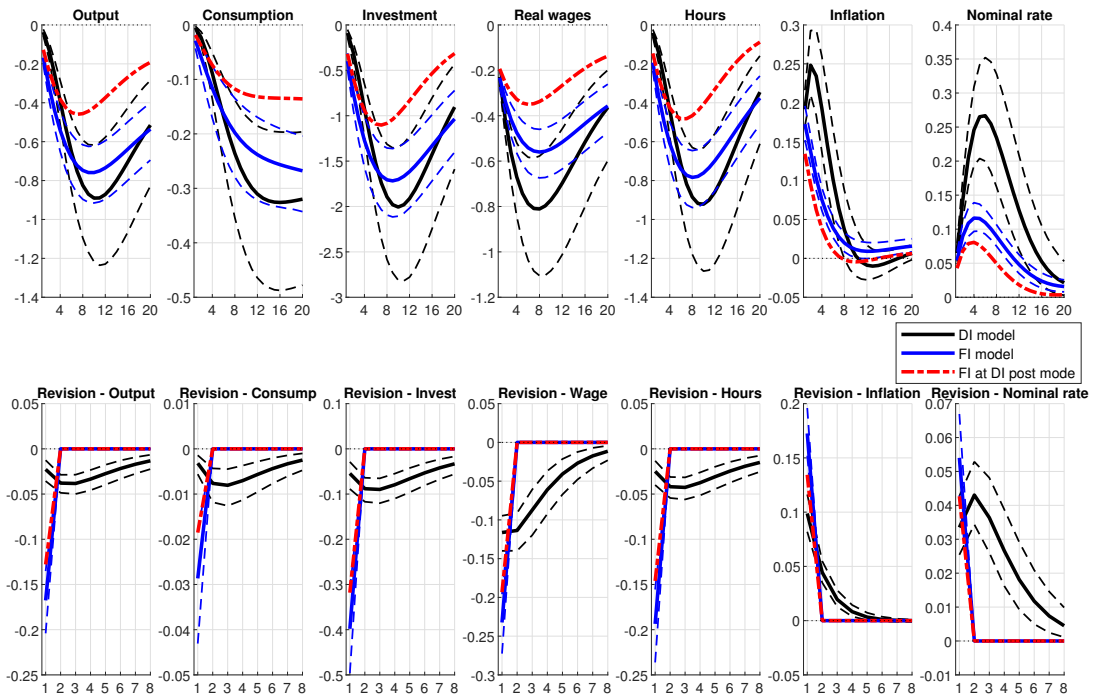 Output Consumption Investment Real wages Hours Inflation Nominal rate
0 0 0 0 0 0.3 0.4
-0.2 -0.1 -0.5 -0.2 -0.2 0.25 0.35
-0.4 -0.2 -1 -0.4 -0.4 0.2 0.3
-0.6 -0.3 -1.5 -0.6 -0.6 0.15 0.25
-0.8 -0.4 -2 -0.8 -0.8 0.1 0.2
-1 -0.5 -2.5 -1 -1 0.05 0.15
-1.2 -3 -1.2 -1.2 0 0.1
-1.4 -1.4 -0.05 0.05
0
4 8 12 16 20 4 8 12 16 20 4 8 12 16 20 4 8 12 16 20 4 8 12 16 20 4 8 12 16 20 4 8 12 16 20
DI model
FI model
FI at DI post mode
Revision - Output Revision - Consump Revision - Invest Revision - Wage Revision - Hours Revision - Inflation Revision - Nominal rate
0.05 0.01 0.1 0.05 0.05 0.2 0.07
0 0 0 0 0 0.15 0.06
-0.05 -0.01 -0.1 -0.05 -0.05 0.1 0.05
-0.1 -0.02 -0.2 -0.1 -0.1 0.05 0.04
-0.15 -0.03 -0.3 -0.15 -0.15 0 0.03
-0.2 -0.04 -0.4 -0.2 -0.2 -0.05 0.02
-0.25 -0.05 -0.5 -0.25 -0.25 0.01
-0.3 0
-0.01
1 2 3 4 5 6 7 8 1 2 3 4 5 6 7 8 1 2 3 4 5 6 7 8 1 2 3 4 5 6 7 8 1 2 3 4 5 6 7 8 1 2 3 4 5 6 7 8 1 2 3 4 5 6 7 8